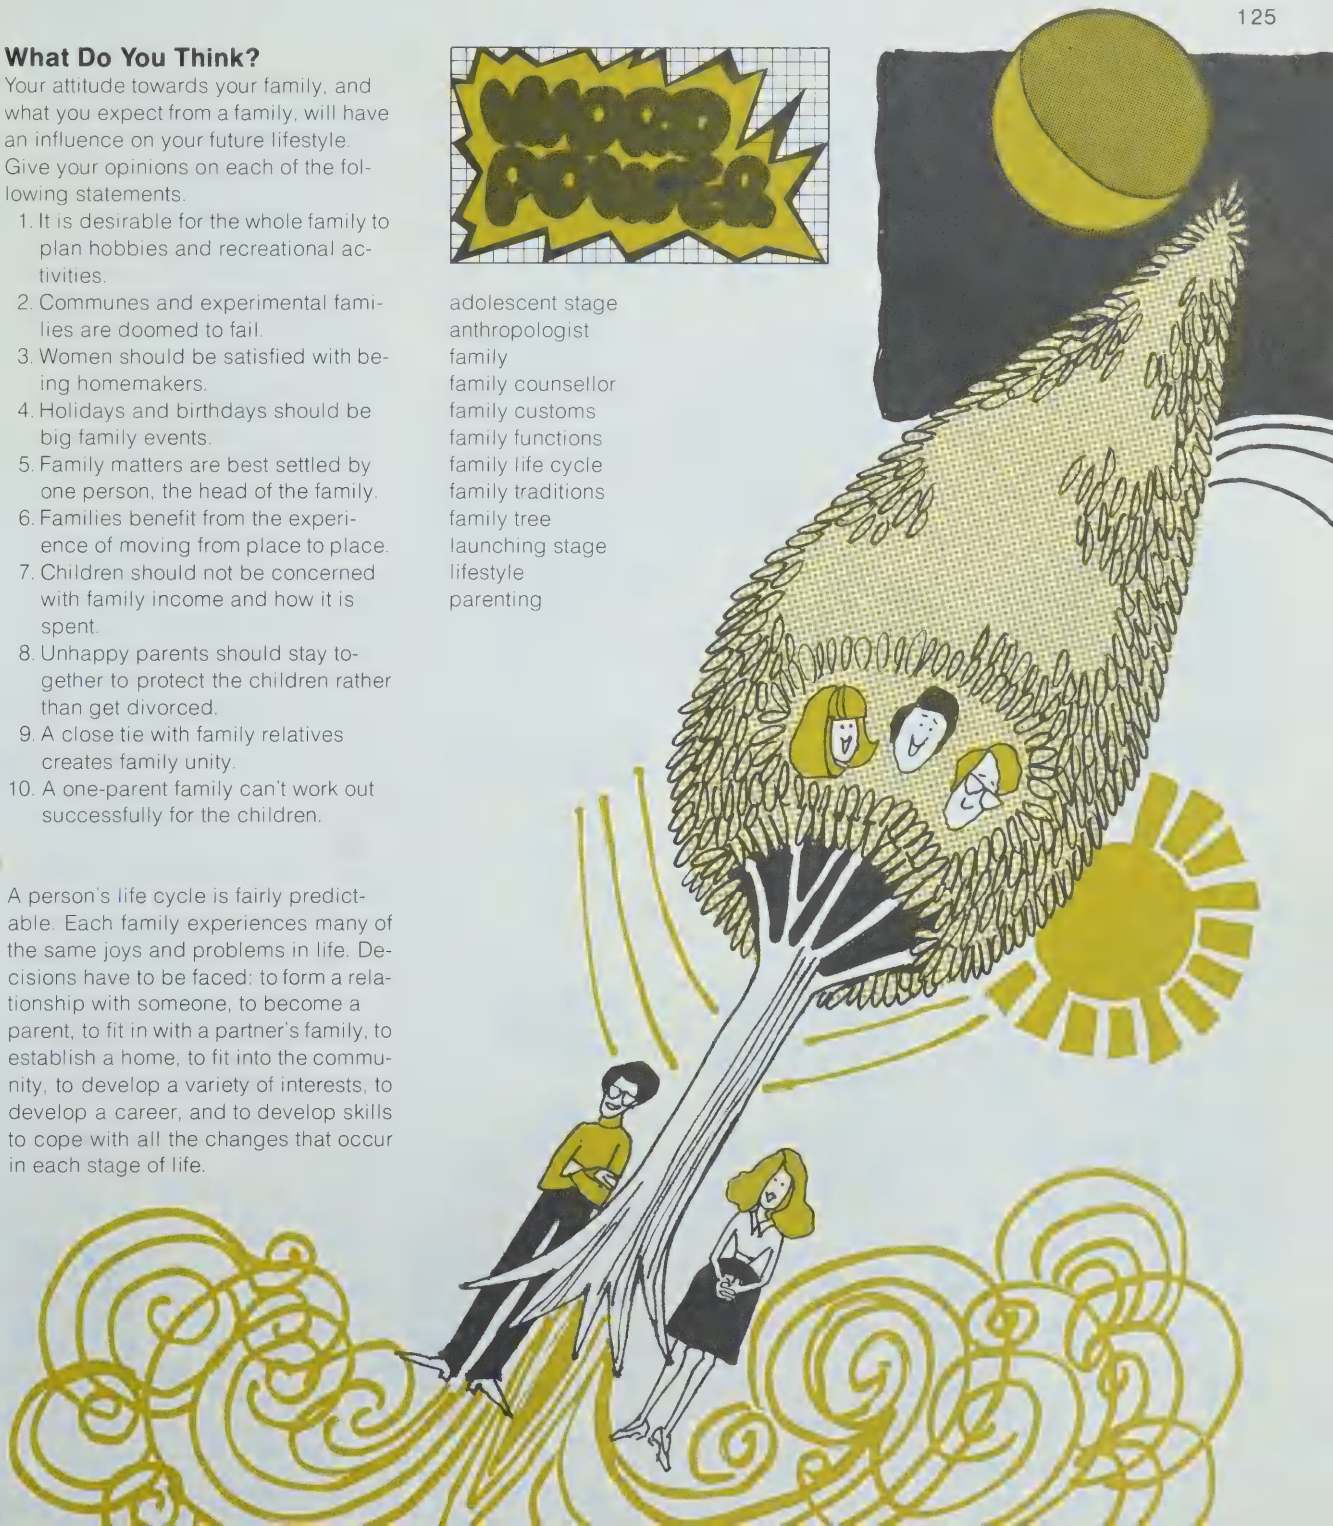 125
What Do You Think?
Your attitude towards your family, and
what you expect from a family, will have
an influence on your future lifestyle.
Give your opinions on each of the fol-
lowing statements.
1. It is desirable for the whole family to
plan hobbies and recreational ac-
tivities.
2. Communes and experimental fami-
lies are doomed to fail.
3. Women should be satisfied with be-
ing homemakers.
4. Holidays and birthdays should be
big family events.
5. Family matters are best settled by
one person, the head of the family.
6. Families benefit from the experi-
ence of moving from place to place.
7. Children should not be concerned
with family income and how it is
spent.
8. Unhappy parents should stay to-
gether to protect the children rather
than get divorced.
9. A close tie with family relatives
creates family unity.
10. A one-parent family can't work out
successfully for the children.
A person's life cycle is fairly predict-
able. Each family experiences many of
the same joys and problems in life. De-
cisions have to be faced: to form a rela-
tionship with someone, to become a
parent, to fit in with a partner's family, to
establish a home, to fit into the commu-
nity, to develop a variety of interests, to
develop a career, and to develop skills
to cope with all the changes that occur
in each stage of life.
WORD
POWER
adolescent stage
anthropologist
family
family counsellor
family customs
family functions
family life cycle
family traditions
family tree
launching stage
lifestyle
parenting